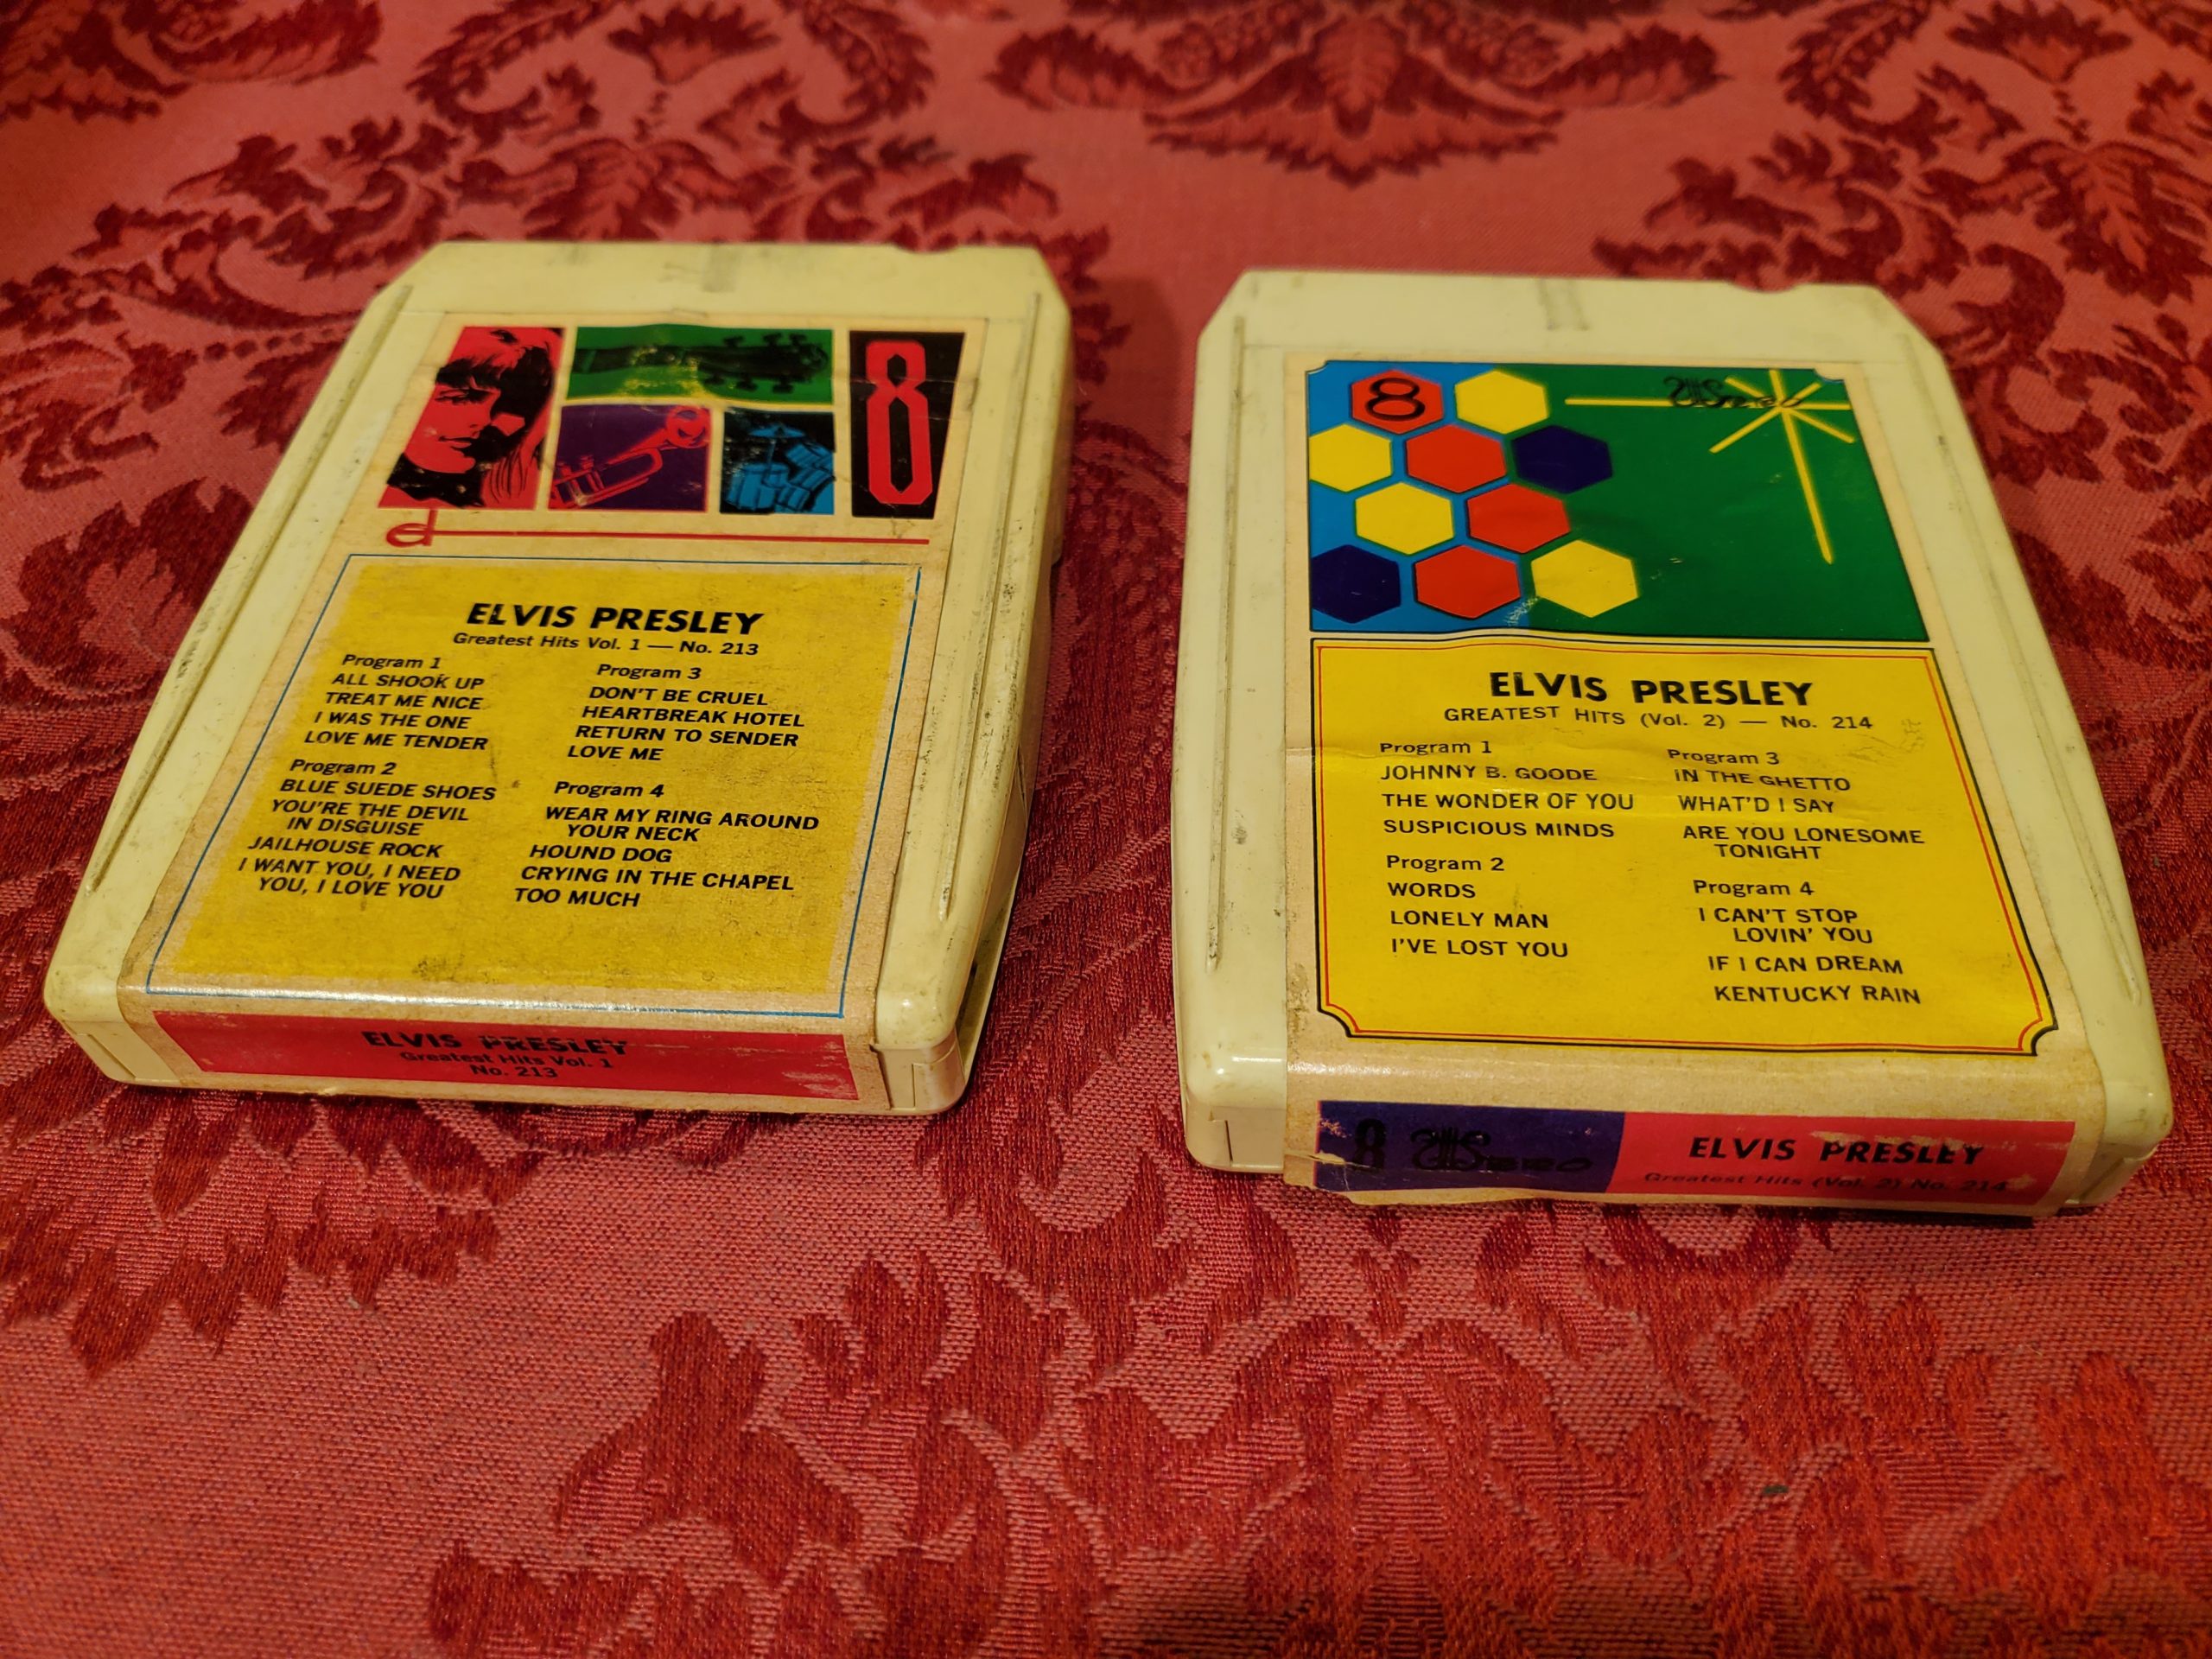 8
ELVIS PRESLEY
Greatest Hits Vol. 1 — No. 213
Program 1
ALL SHOOK UP
TREAT ME NICE
I WAS THE ONE
LOVE ME TENDER
Program 2
BLUE SUEDE SHOES
YOU'RE THE DEVIL
IN DISGUISE
JAILHOUSE ROCK
I WANT YOU, I NEED
YOU, I LOVE YOU
Program 3
DON'T BE CRUEL
HEARTBREAK HOTEL
RETURN TO SENDER
LOVE ME
Program 4
WEAR MY RING AROUND
YOUR NECK
HOUND DOG
CRYING IN THE CHAPEL
TOO MUCH
ELVIS PRESLEY
Greatest Hits Vol. 1
No. 213
8
Stereo
ELVIS PRESLEY
GREATEST HITS (Vol. 2) — No. 214
Program 1
JOHNNY B. GOODE
THE WONDER OF YOU
SUSPICIOUS MINDS
Program 2
WORDS
LONELY MAN
I'VE LOST YOU
Program 3
IN THE GHETTO
WHAT'D I SAY
ARE YOU LONESOME
TONIGHT
Program 4
I CAN'T STOP
LOVIN' YOU
IF I CAN DREAM
KENTUCKY RAIN
8 Stereo
ELVIS PRESLEY
Greatest Hits (Vol. 2) No. 214